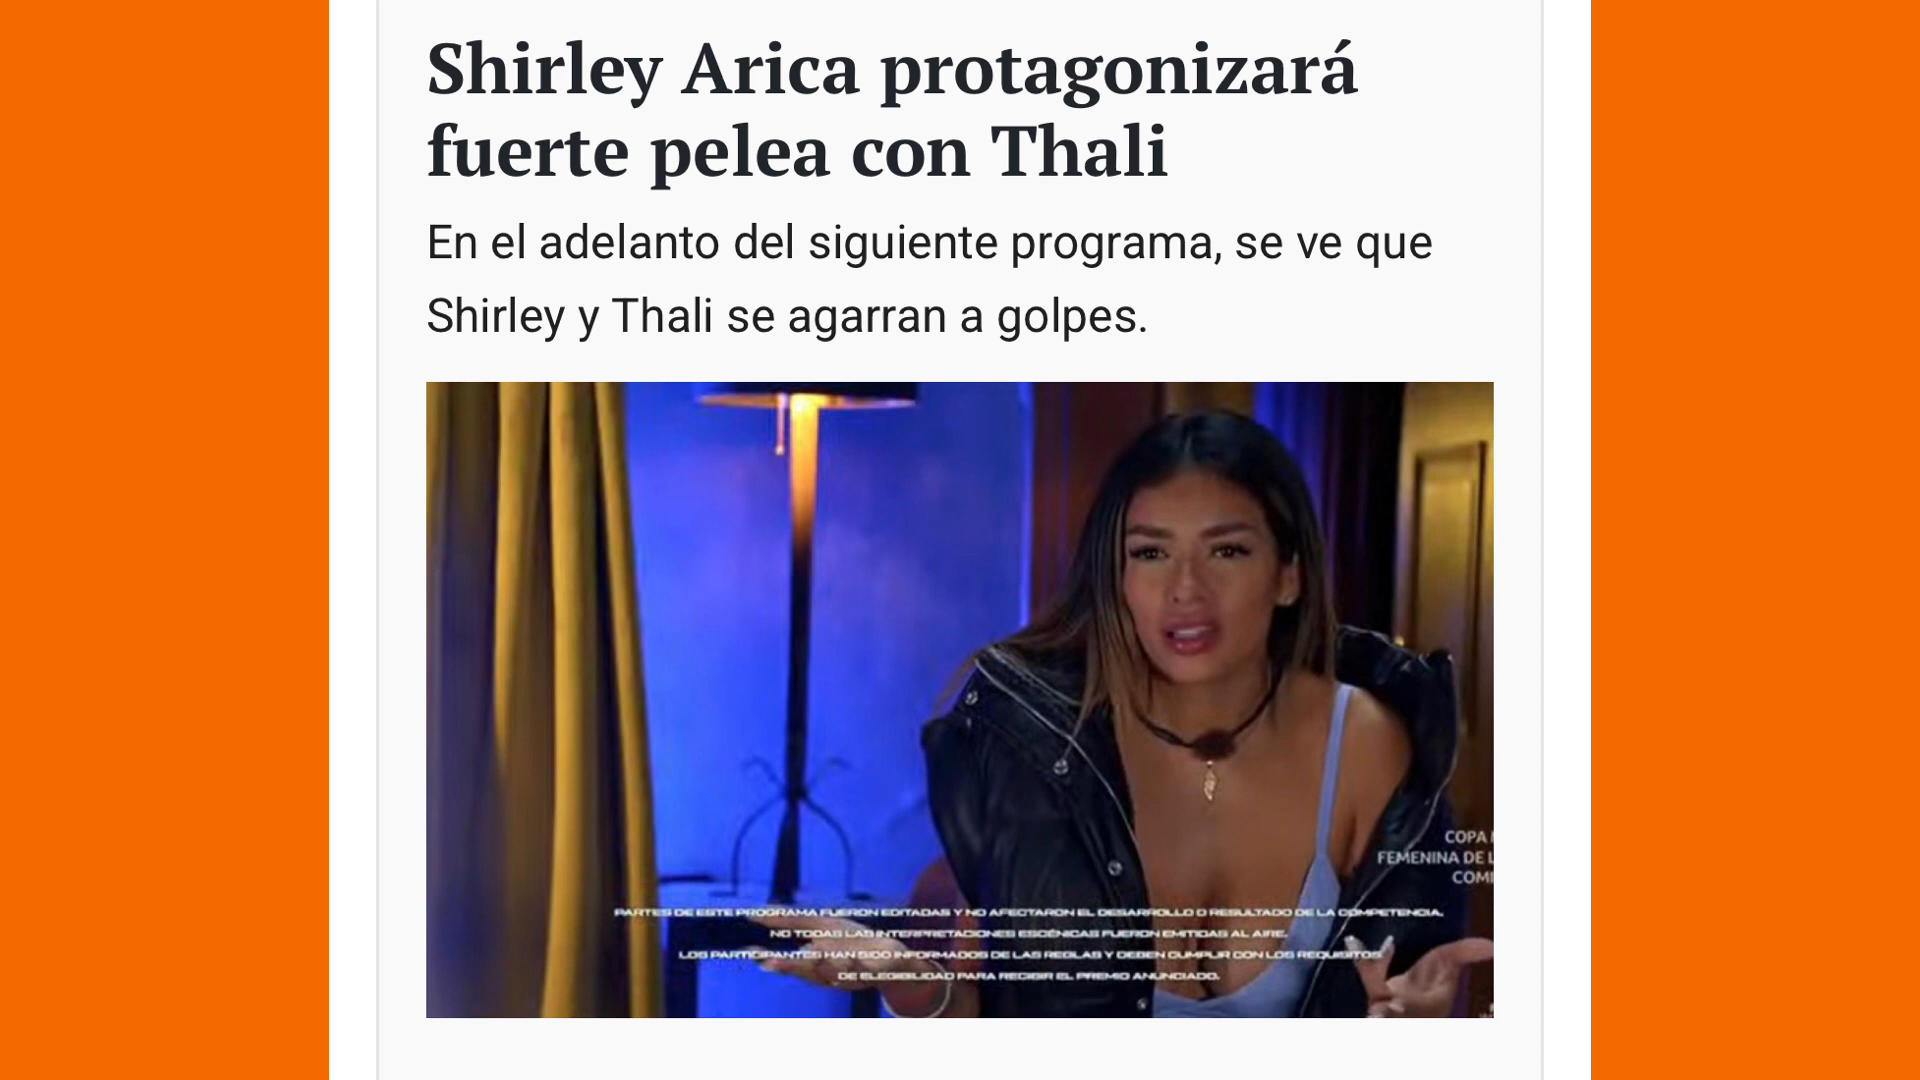 Shirley Arica protagonizará
fuerte pelea con Thali
En el adelanto del siguiente programa, se ve que
Shirley y Thali se agarran a golpes.
COPA
FEMENINA DE
PARTES DE ESTE PROGRAMA FUERON EDITADAS Y NO AFECTARON EL DESARROLLO O RESULTADO DE LA COMPETENCIA.
NO TODAS LAS INTERPRETACIONES ESCÉNICAS FUERON EMITIDAS AL AIRE.
LOS PARTICIPANTES HAN SIDO INFORMADOS DE LAS REGLAS Y DEBEN CUMPLIR CON LOS REQUISITOS
DE ELEGIBILIDAD PARA RECIBIR EL PREMIO ANUNCIADO.